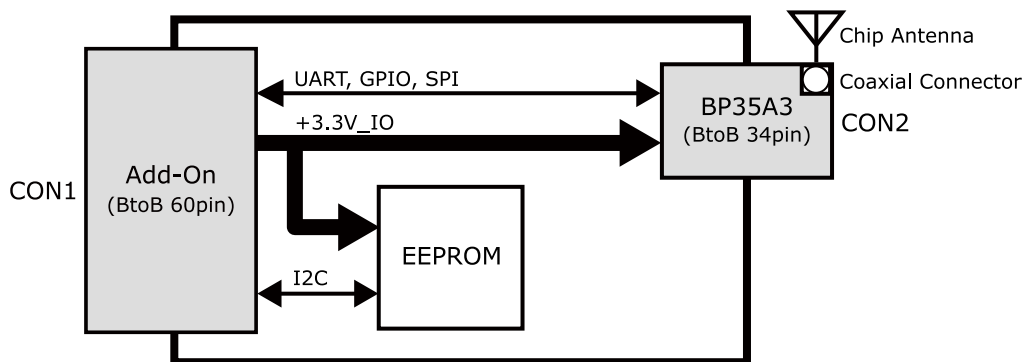 Chip Antenna
UART, GPIO, SPI
Coaxial Connector
BP35A3
(BtoB 34pin)
CON2
+3.3V_IO
CON1
Add-On
(BtoB 60pin)
EEPROM
I2C